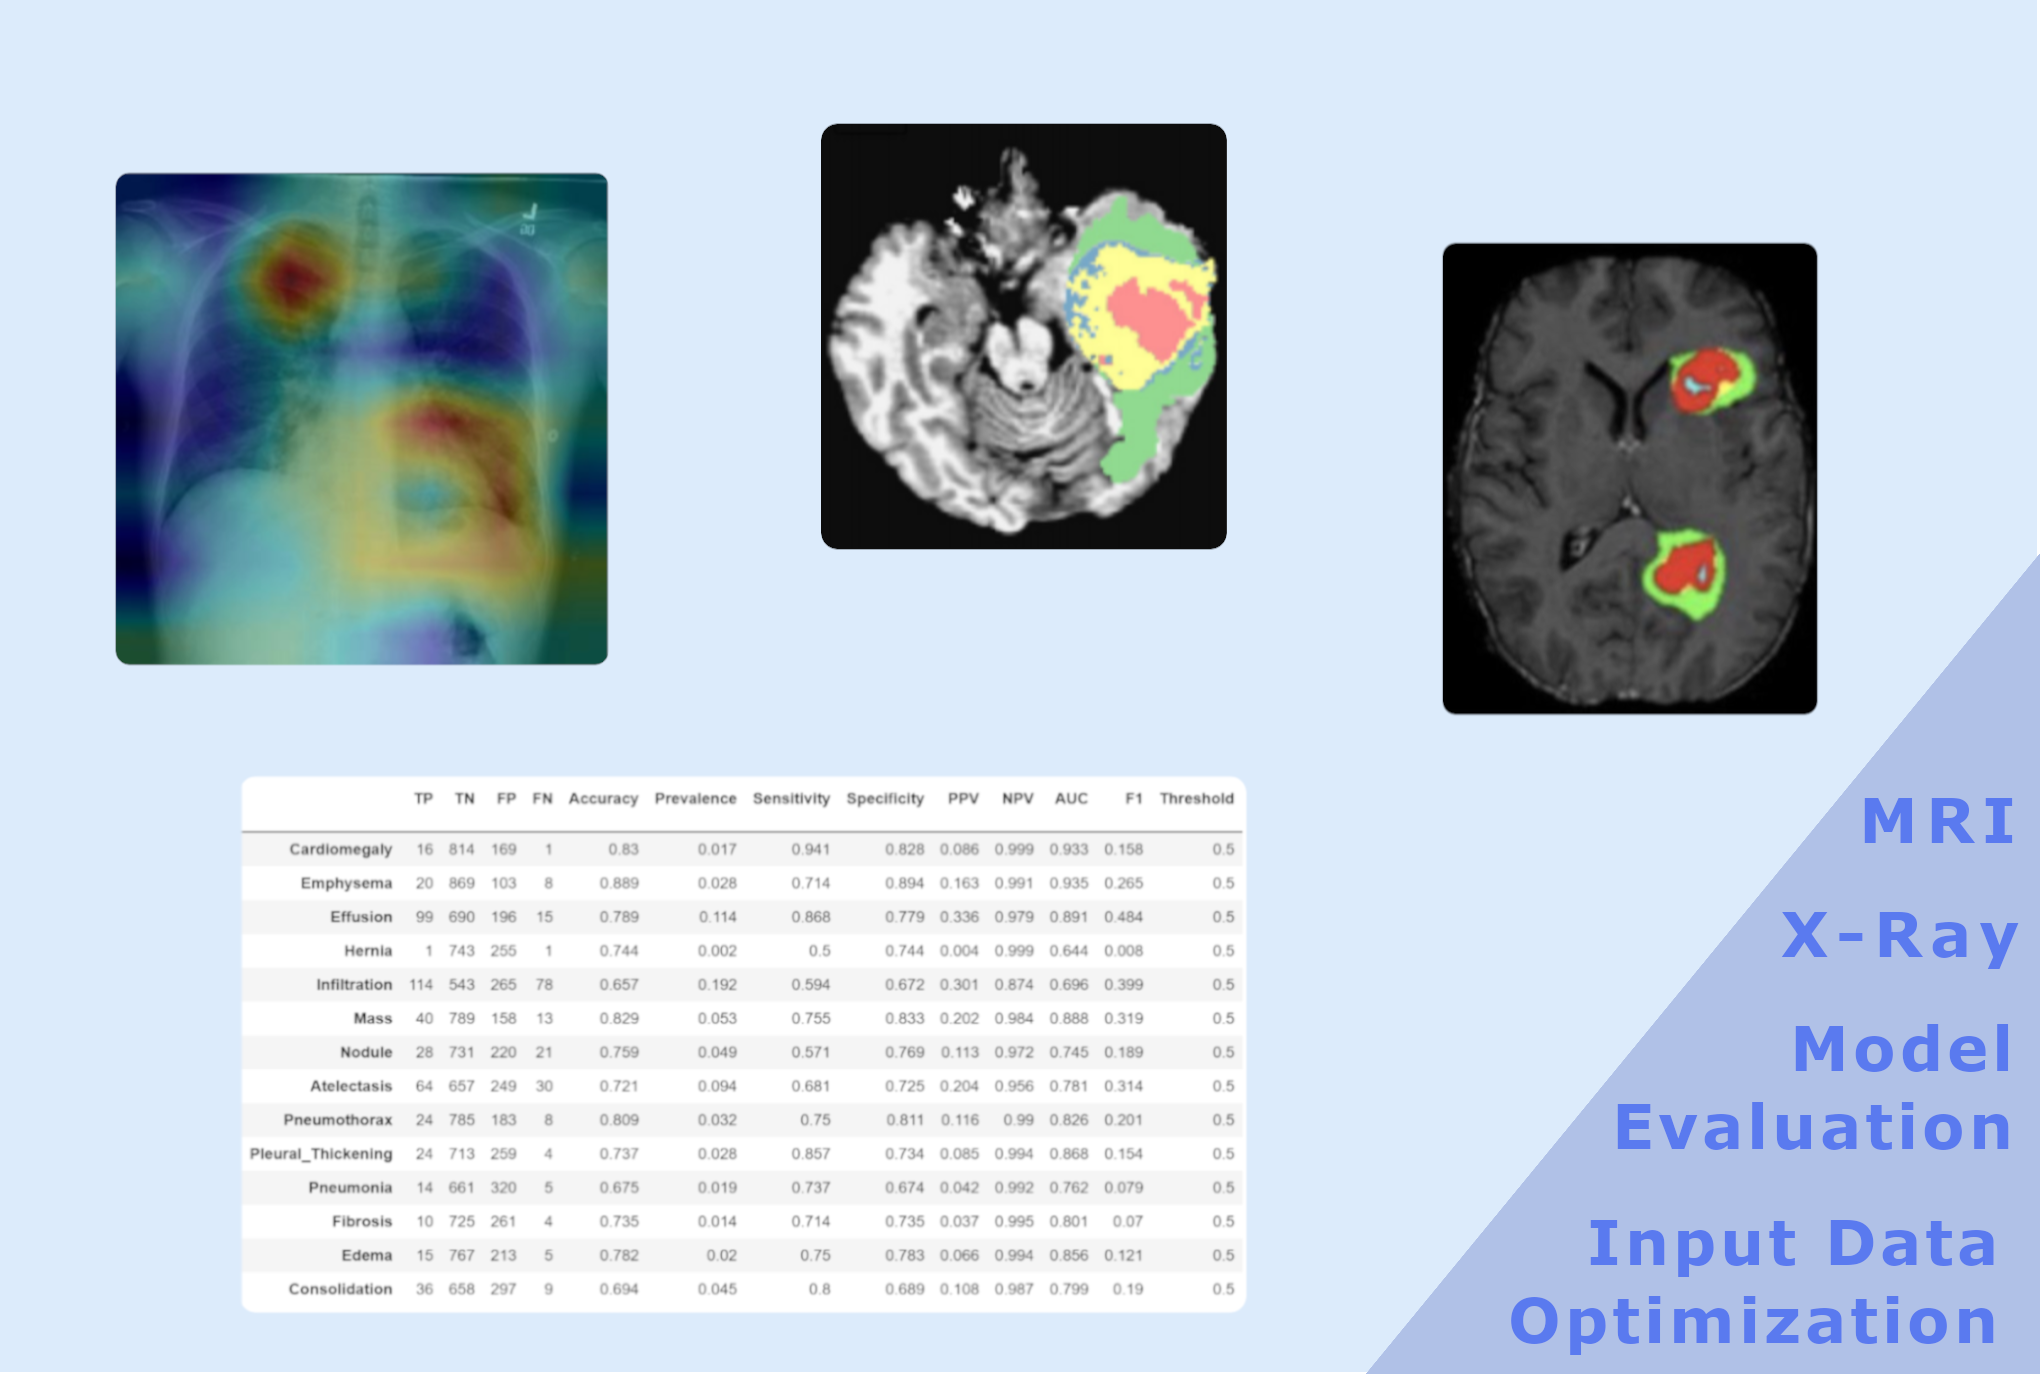 TP TN FP FN Accuracy Prevalence Sensitivity Specificity PPV NPV AUC F1 Threshold
Cardiomegaly 16 814 169 1 0.83 0.017 0.941 0.828 0.086 0.999 0.933 0.158 0.5
Emphysema 20 869 103 8 0.889 0.028 0.714 0.894 0.163 0.991 0.935 0.265 0.5
Effusion 99 690 196 15 0.789 0.114 0.868 0.779 0.336 0.979 0.891 0.484 0.5
Hernia 1 743 255 1 0.744 0.002 0.5 0.744 0.004 0.999 0.644 0.008 0.5
Infiltration 114 543 265 78 0.657 0.192 0.594 0.672 0.301 0.874 0.696 0.399 0.5
Mass 40 789 158 13 0.829 0.053 0.755 0.833 0.202 0.984 0.888 0.319 0.5
Nodule 28 731 220 21 0.759 0.049 0.571 0.769 0.113 0.972 0.745 0.189 0.5
Atelectasis 64 657 249 30 0.721 0.094 0.681 0.725 0.204 0.956 0.781 0.314 0.5
Pneumothorax 24 785 183 8 0.809 0.032 0.75 0.811 0.116 0.99 0.826 0.201 0.5
Pleural_Thickening 24 713 259 4 0.737 0.028 0.857 0.734 0.085 0.994 0.868 0.154 0.5
Pneumonia 14 661 320 5 0.675 0.019 0.737 0.674 0.042 0.992 0.762 0.079 0.5
Fibrosis 10 725 261 4 0.735 0.014 0.714 0.735 0.037 0.995 0.801 0.07 0.5
Edema 15 767 213 5 0.782 0.02 0.75 0.783 0.066 0.994 0.856 0.121 0.5
Consolidation 36 658 297 9 0.694 0.045 0.8 0.689 0.108 0.987 0.799 0.19 0.5
MRI
X-Ray
Model
Evaluation
Input Data
Optimization